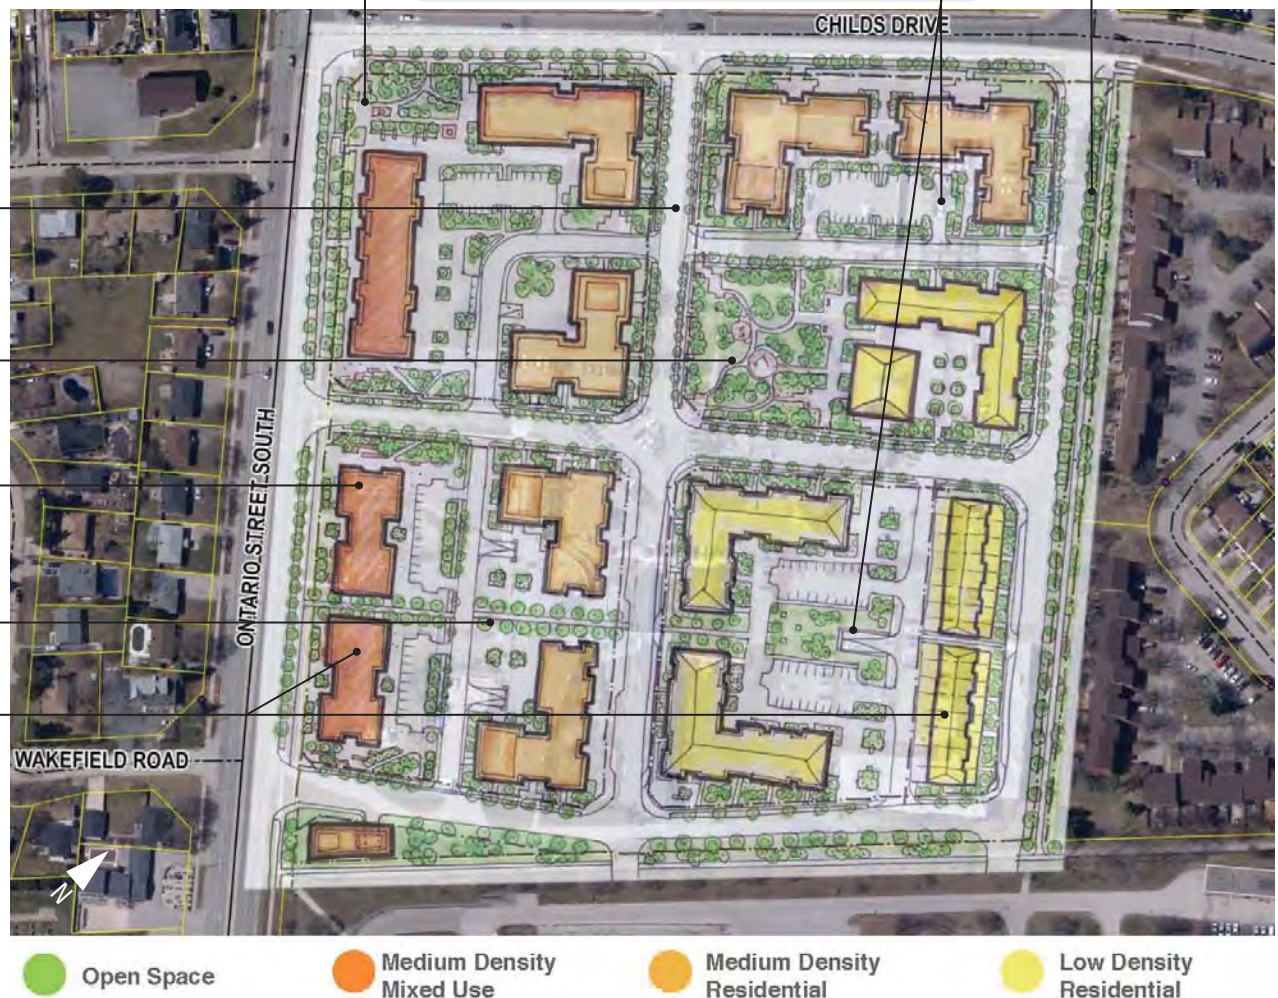 CHILDS DRIVE
ONTARIO STREET SOUTH
WAKEFIELD ROAD
N
Open Space
Medium Density
Mixed Use
Medium Density
Residential
Low Density
Residential